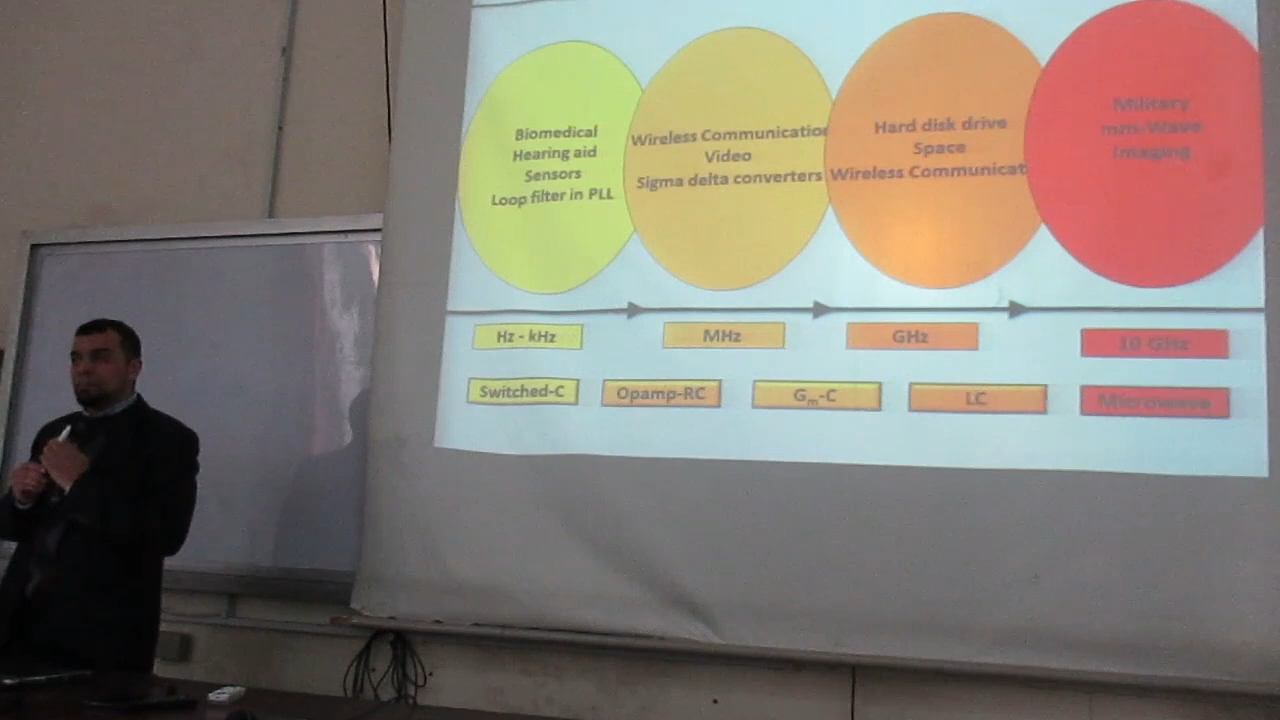 Biomedical
Hearing aid
Sensors
Loop filter in PLL
Wireless Communication
Video
Sigma delta converters
Hard disk drive
Space
Wireless Communicat
Military
mm-Wave
Imaging
Hz - kHz
MHz
GHz
10 GHz
Switched-C
Opamp-RC
Gm-C
LC
Microwave